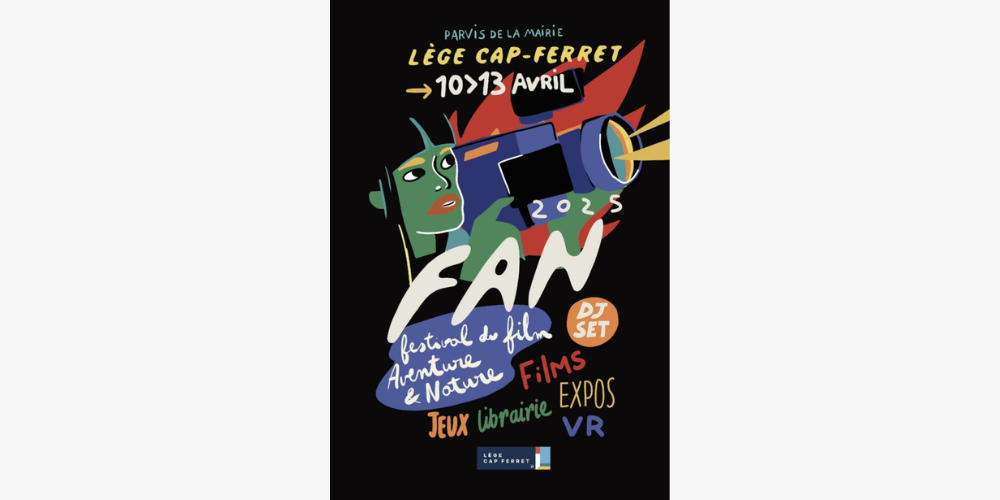 PARVIS DE LA MAIRIE
LÈGE CAP-FERRET
→10>13 AVRIL
2025
FAN
festival du film
Aventure
& Nature
DJ
SET
FilMS
EXPOS
JEUX librairie
VR
LÈGE
CAP FERRET